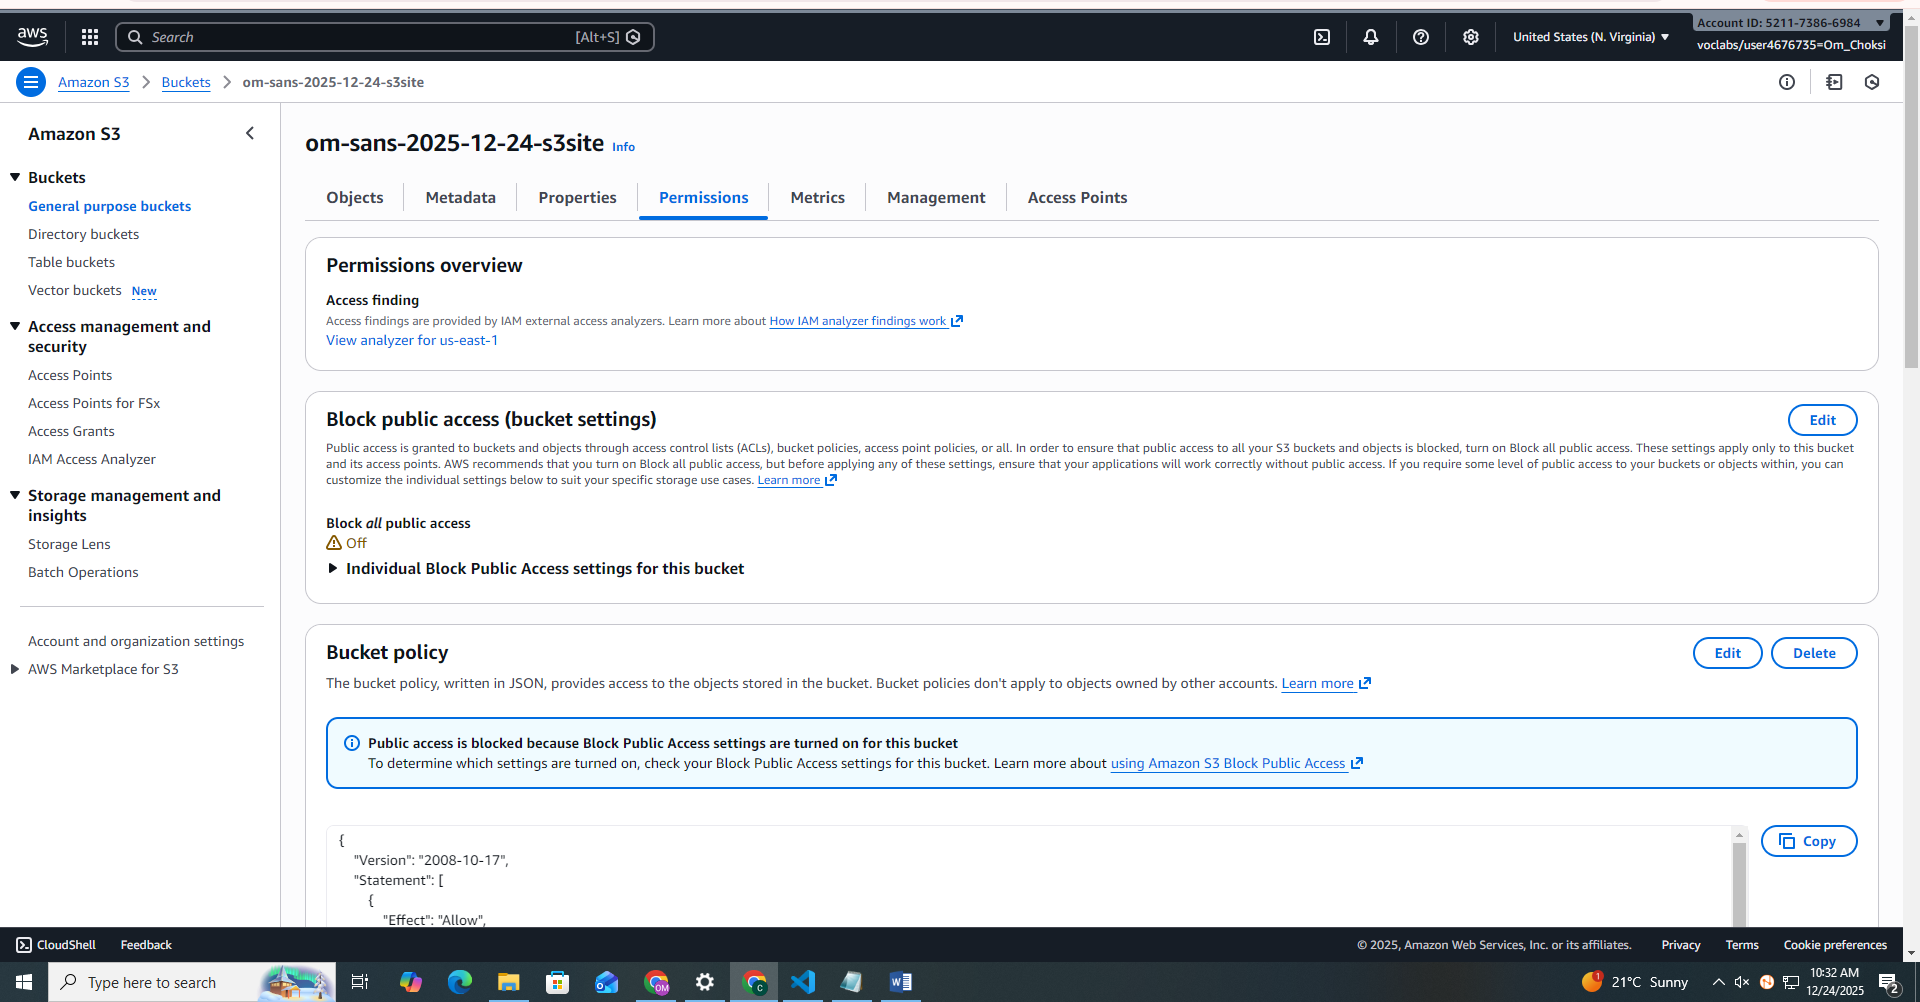 aws
Search
[Alt+S]
United States (N. Virginia)
Account ID: 5211-7386-6984
voclabs/user4676735=Om_Choksi
Amazon S3
Buckets
om-sans-2025-12-24-s3site
Amazon S3
Buckets
General purpose buckets
Directory buckets
Table buckets
Vector buckets New
Access management and
security
Access Points
Access Points for FSx
Access Grants
IAM Access Analyzer
Storage management and
insights
Storage Lens
Batch Operations
Account and organization settings
AWS Marketplace for S3
om-sans-2025-12-24-s3site Info
Objects
Metadata
Properties
Permissions
Metrics
Management
Access Points
Permissions overview
Access finding
Access findings are provided by IAM external access analyzers. Learn more about How IAM analyzer findings work
View analyzer for us-east-1
Block public access (bucket settings)
Edit
Public access is granted to buckets and objects through access control lists (ACLs), bucket policies, access point policies, or all. In order to ensure that public access to all your S3 buckets and objects is blocked, turn on Block all public access. These settings apply only to this bucket
and its access points. AWS recommends that you turn on Block all public access, but before applying any of these settings, ensure that your applications will work correctly without public access. If you require some level of public access to your buckets or objects within, you can
customize the individual settings below to suit your specific storage use cases. Learn more
Block all public access
Off
Individual Block Public Access settings for this bucket
Bucket policy
Edit
Delete
The bucket policy, written in JSON, provides access to the objects stored in the bucket. Bucket policies don't apply to objects owned by other accounts. Learn more
Public access is blocked because Block Public Access settings are turned on for this bucket
To determine which settings are turned on, check your Block Public Access settings for this bucket. Learn more about using Amazon S3 Block Public Access
{
"Version": "2008-10-17",
"Statement": [
{
"Effect": "Allow",
Copy
CloudShell
Feedback
© 2025, Amazon Web Services, Inc. or its affiliates.
Privacy
Terms
Cookie preferences
Type here to search
OM
C
1
21°C Sunny
10:32 AM
12/24/2025
2